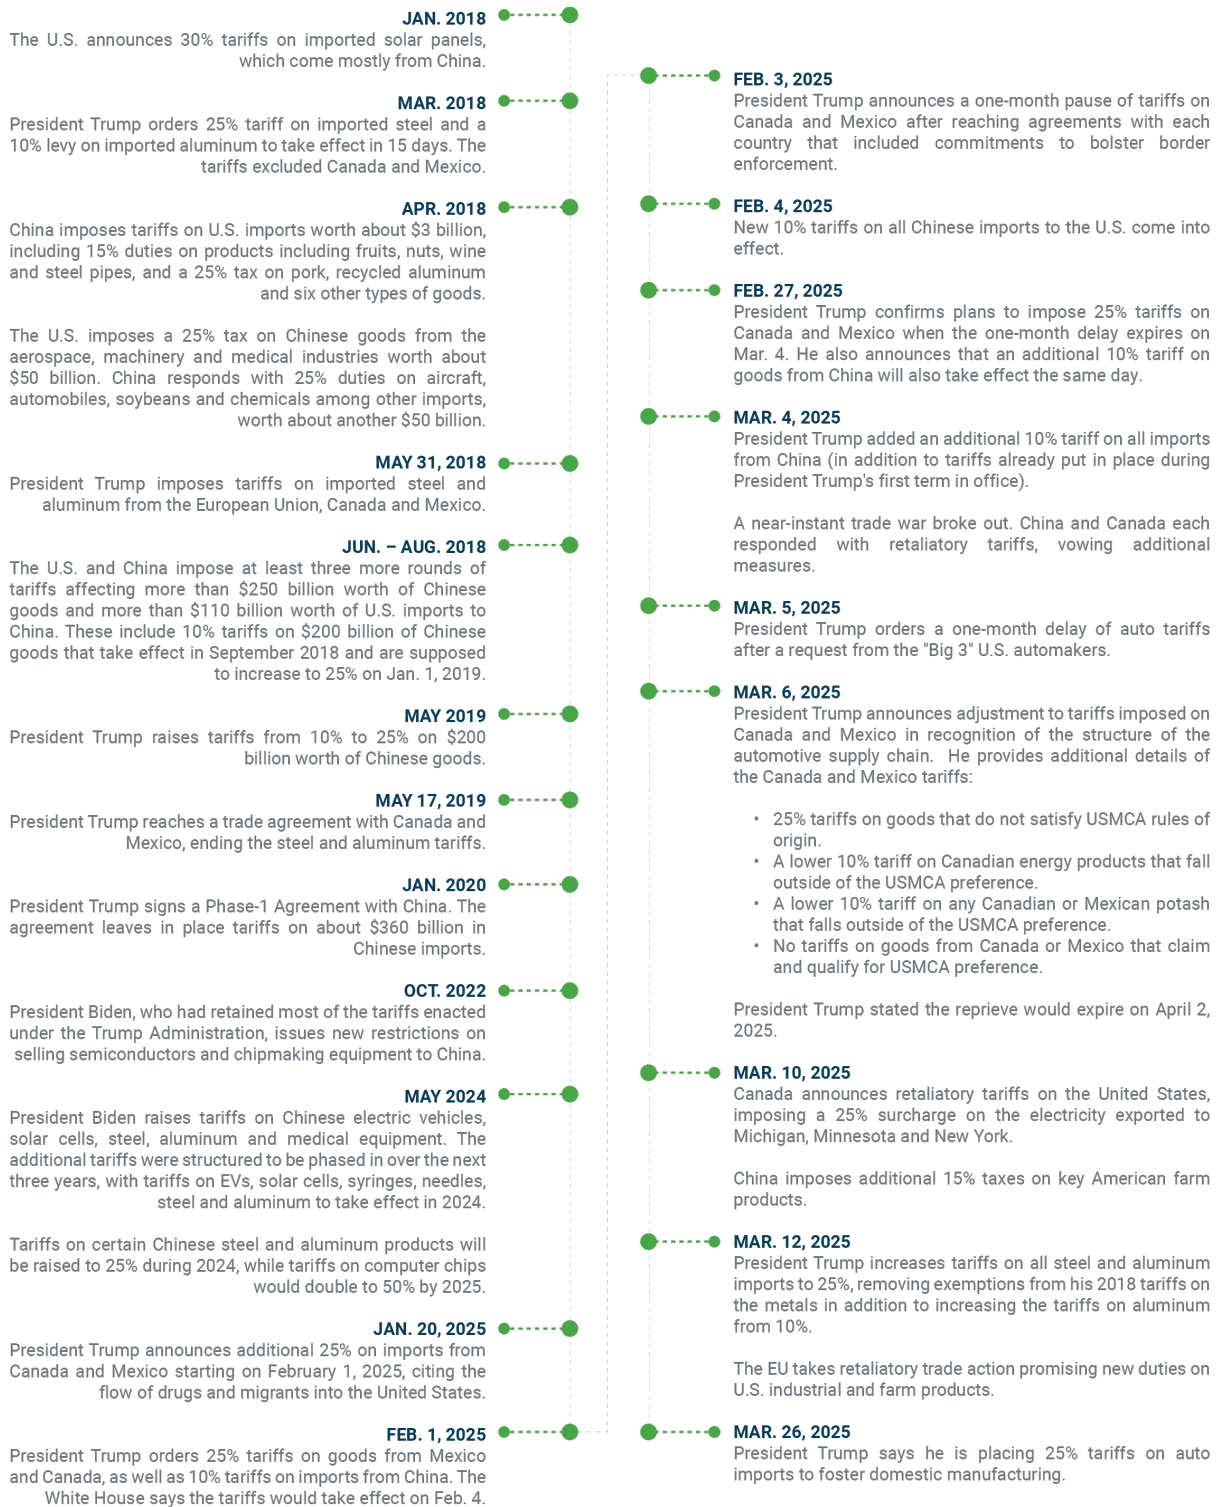 JAN. 2018
The U.S. announces 30% tariffs on imported solar panels,
which come mostly from China.
MAR. 2018
President Trump orders 25% tariff on imported steel and a
10% levy on imported aluminum to take effect in 15 days. The
tariffs excluded Canada and Mexico.
APR. 2018
China imposes tariffs on U.S. imports worth about $3 billion,
including 15% duties on products including fruits, nuts, wine
and steel pipes, and a 25% tax on pork, recycled aluminum
and six other types of goods.
The U.S. imposes a 25% tax on Chinese goods from the
aerospace, machinery and medical industries worth about
$50 billion. China responds with 25% duties on aircraft,
automobiles, soybeans and chemicals among other imports,
worth about another $50 billion.
MAY 31, 2018
President Trump imposes tariffs on imported steel and
aluminum from the European Union, Canada and Mexico.
JUN. – AUG. 2018
The U.S. and China impose at least three more rounds of
tariffs affecting more than $250 billion worth of Chinese
goods and more than $110 billion worth of U.S. imports to
China. These include 10% tariffs on $200 billion of Chinese
goods that take effect in September 2018 and are supposed
to increase to 25% on Jan. 1, 2019.
MAY 2019
President Trump raises tariffs from 10% to 25% on $200
billion worth of Chinese goods.
MAY 17, 2019
President Trump reaches a trade agreement with Canada and
Mexico, ending the steel and aluminum tariffs.
JAN. 2020
President Trump signs a Phase-1 Agreement with China. The
agreement leaves in place tariffs on about $360 billion in
Chinese imports.
OCT. 2022
President Biden, who had retained most of the tariffs enacted
under the Trump Administration, issues new restrictions on
selling semiconductors and chipmaking equipment to China.
MAY 2024
President Biden raises tariffs on Chinese electric vehicles,
solar cells, steel, aluminum and medical equipment. The
additional tariffs were structured to be phased in over the next
three years, with tariffs on EVs, solar cells, syringes, needles,
steel and aluminum to take effect in 2024.
Tariffs on certain Chinese steel and aluminum products will
be raised to 25% during 2024, while tariffs on computer chips
would double to 50% by 2025.
JAN. 20, 2025
President Trump announces additional 25% on imports from
Canada and Mexico starting on February 1, 2025, citing the
flow of drugs and migrants into the United States.
FEB. 1, 2025
President Trump orders 25% tariffs on goods from Mexico
and Canada, as well as 10% tariffs on imports from China. The
White House says the tariffs would take effect on Feb. 4.
FEB. 3, 2025
President Trump announces a one-month pause of tariffs on
Canada and Mexico after reaching agreements with each
country that included commitments to bolster border
enforcement.
FEB. 4, 2025
New 10% tariffs on all Chinese imports to the U.S. come into
effect.
FEB. 27, 2025
President Trump confirms plans to impose 25% tariffs on
Canada and Mexico when the one-month delay expires on
Mar. 4. He also announces that an additional 10% tariff on
goods from China will also take effect the same day.
MAR. 4, 2025
President Trump added an additional 10% tariff on all imports
from China (in addition to tariffs already put in place during
President Trump's first term in office).
A near-instant trade war broke out. China and Canada each
responded with retaliatory tariffs, vowing additional
measures.
MAR. 5, 2025
President Trump orders a one-month delay of auto tariffs
after a request from the "Big 3" U.S. automakers.
MAR. 6, 2025
President Trump announces adjustment to tariffs imposed on
Canada and Mexico in recognition of the structure of the
automotive supply chain. He provides additional details of
the Canada and Mexico tariffs:
• 25% tariffs on goods that do not satisfy USMCA rules of
origin.
• A lower 10% tariff on Canadian energy products that fall
outside of the USMCA preference.
• A lower 10% tariff on any Canadian or Mexican potash
that falls outside of the USMCA preference.
• No tariffs on goods from Canada or Mexico that claim
and qualify for USMCA preference.
President Trump stated the reprieve would expire on April 2,
2025.
MAR. 10, 2025
Canada announces retaliatory tariffs on the United States,
imposing a 25% surcharge on the electricity exported to
Michigan, Minnesota and New York.
China imposes additional 15% taxes on key American farm
products.
MAR. 12, 2025
President Trump increases tariffs on all steel and aluminum
imports to 25%, removing exemptions from his 2018 tariffs on
the metals in addition to increasing the tariffs on aluminum
from 10%.
The EU takes retaliatory trade action promising new duties on
U.S. industrial and farm products.
MAR. 26, 2025
President Trump says he is placing 25% tariffs on auto
imports to foster domestic manufacturing.